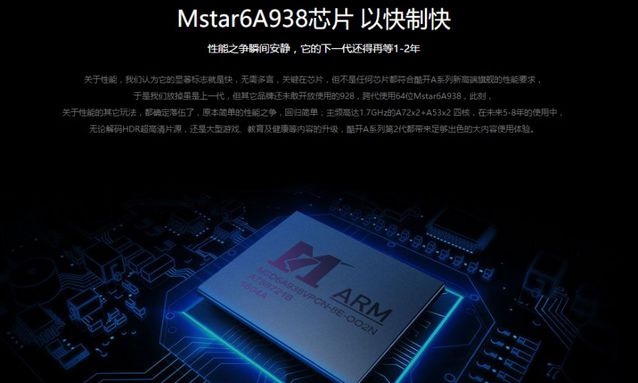 Mstar6A938芯片 以快制快
性能之争瞬间安静，它的下一代还得再等1-2年
关于性能，我们认为它的显著标志就是快，无需多言，关键在芯片，但不是任何芯片都符合酷开A系列新高端旗舰的性能要求，
于是我们放掉虽是上一代，但其它品牌还未敢开放使用的928，跨代使用64位Mstar6A938，此刻，
关于性能的其它玩法，都确定落伍了，原本简单的性能之争，回归简单；主频高达1.7GHz的A72x2+A53x2 四核，在未来5-8年的使用中，
无论解码HDR超高清片源，还是大型游戏、教育及健康等内容的升级，酷开A系列第2代都带来足够出色的大内容使用体验。
ARM
MSD6A938VPCN-8E-OO2N
1604A